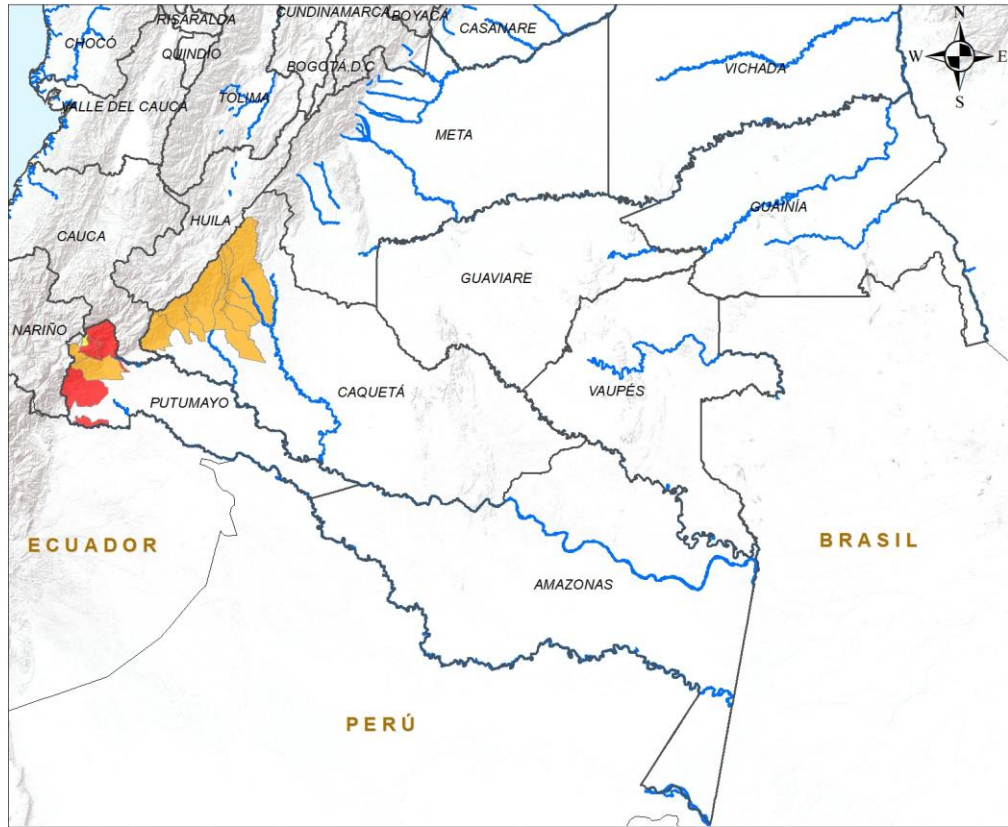 RISARALDA
CUNDINAMARCA
BOYACÁ
CASANARE
N
CHOCÓ
QUINDÍO
BOGOTÁ D.C
VICHADA
W
E
VALLE DEL CAUCA
TOLIMA
S
META
HUILA
GUAINÍA
CAUCA
GUAVIARE
NARIÑO
CAQUETÁ
VAUPÉS
PUTUMAYO
ECUADOR
BRASIL
AMAZONAS
PERÚ